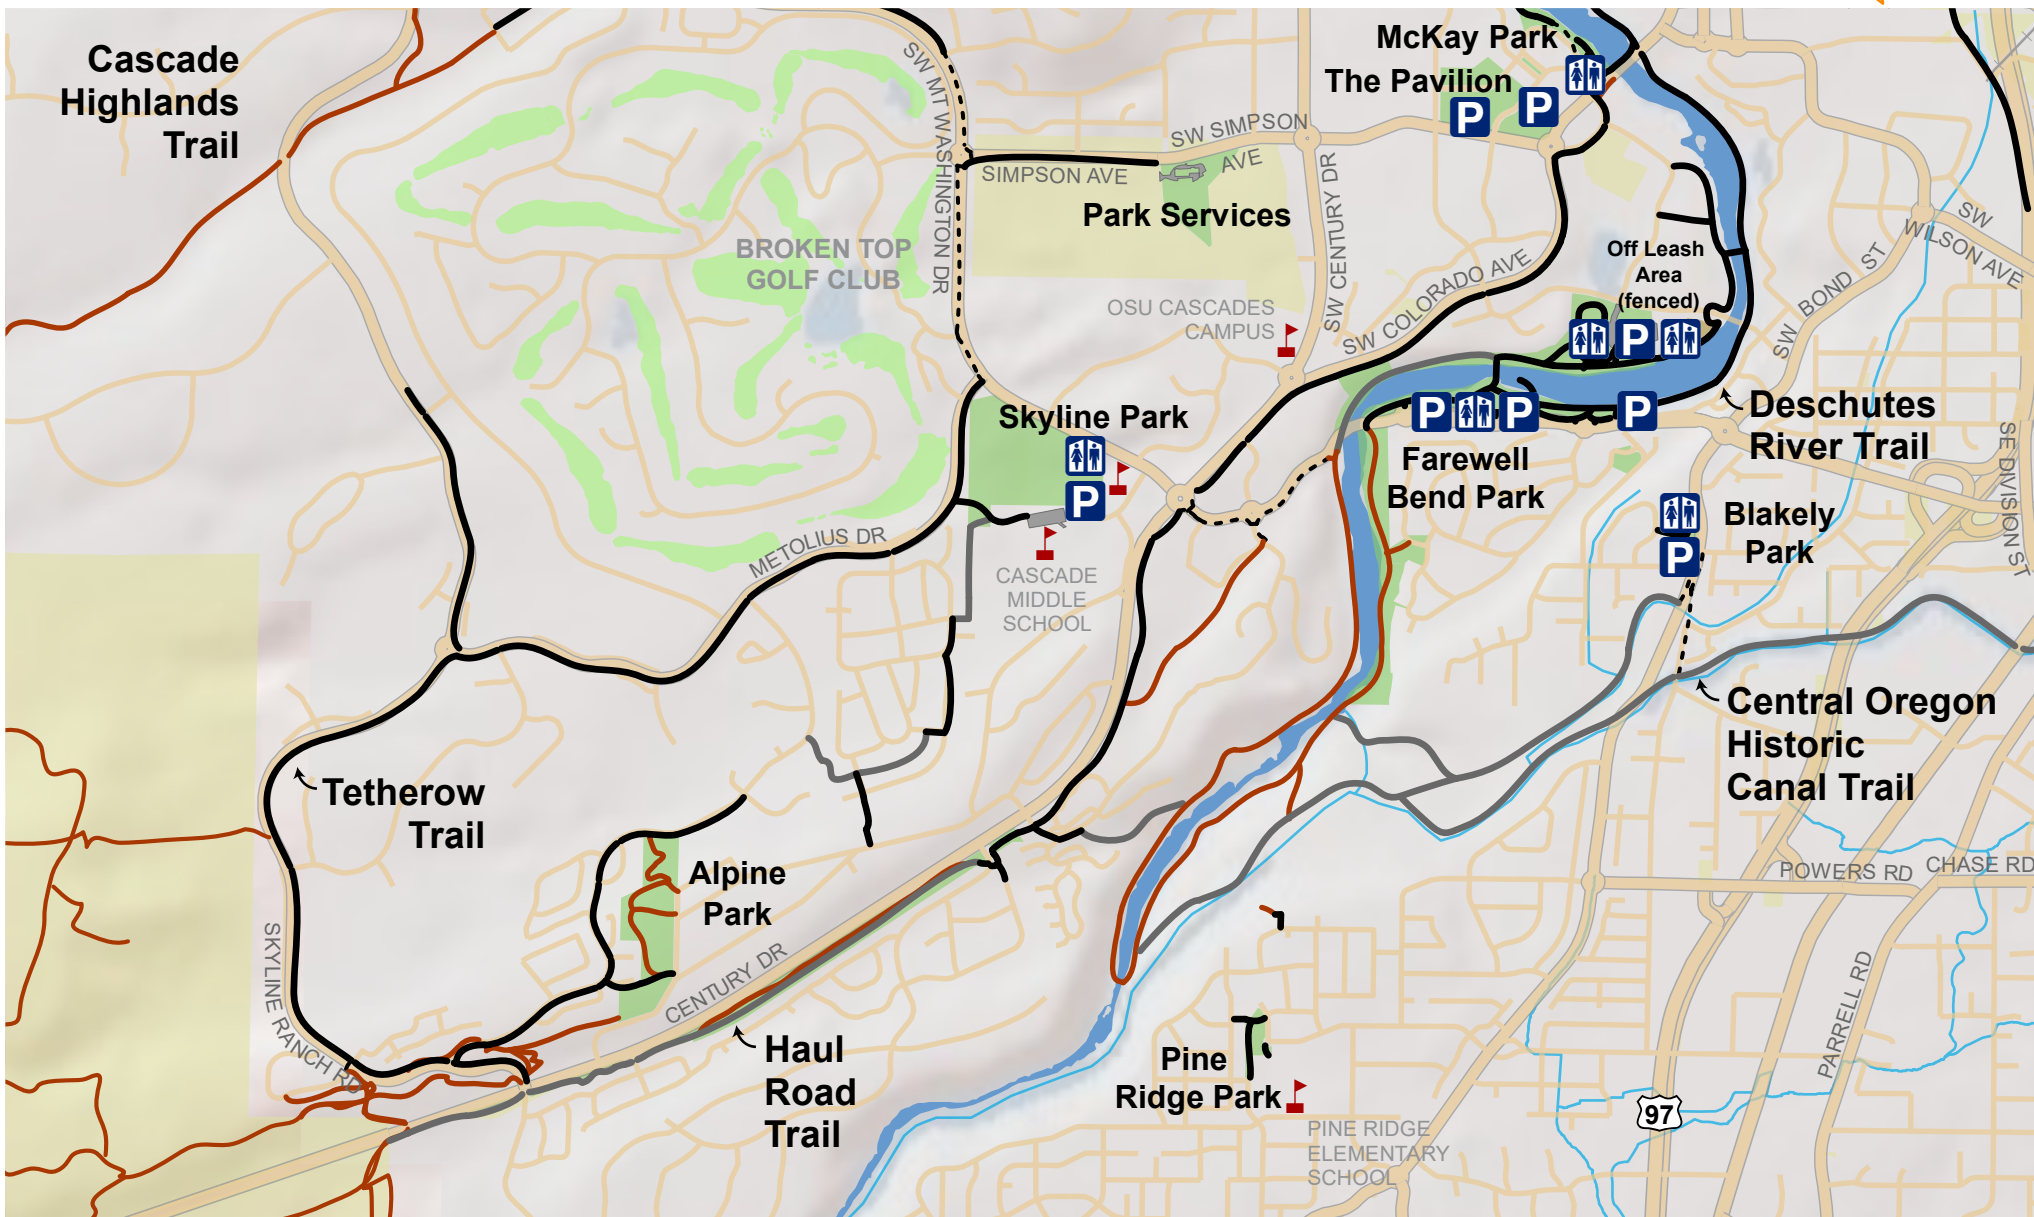 Cascade
Highlands
Trail
McKay Park
The Pavilion
P
P
SW MT WASHINGTON DR
SW SIMPSON
AVE
SIMPSON AVE
Park Services
SW CENTURY DR
BROKEN TOP
GOLF CLUB
OSU CASCADES
CAMPUS
SW COLORADO AVE
Off Leash
Area
(fenced)
P
SW BOND ST
SW
WILSON AVE
Skyline Park
P
P
P
P
Deschutes
River Trail
Farewell
Bend Park
SE DIVISION ST
Blakely
Park
P
METOLIUS DR
CASCADE
MIDDLE
SCHOOL
Central Oregon
Historic
Canal Trail
Tetherow
Trail
Alpine
Park
POWERS RD
CHASE RD
SKYLINE RANCH RD
CENTURY DR
PARRELL RD
Haul
Road
Trail
Pine
Ridge Park
97
PINE RIDGE
ELEMENTARY
SCHOOL